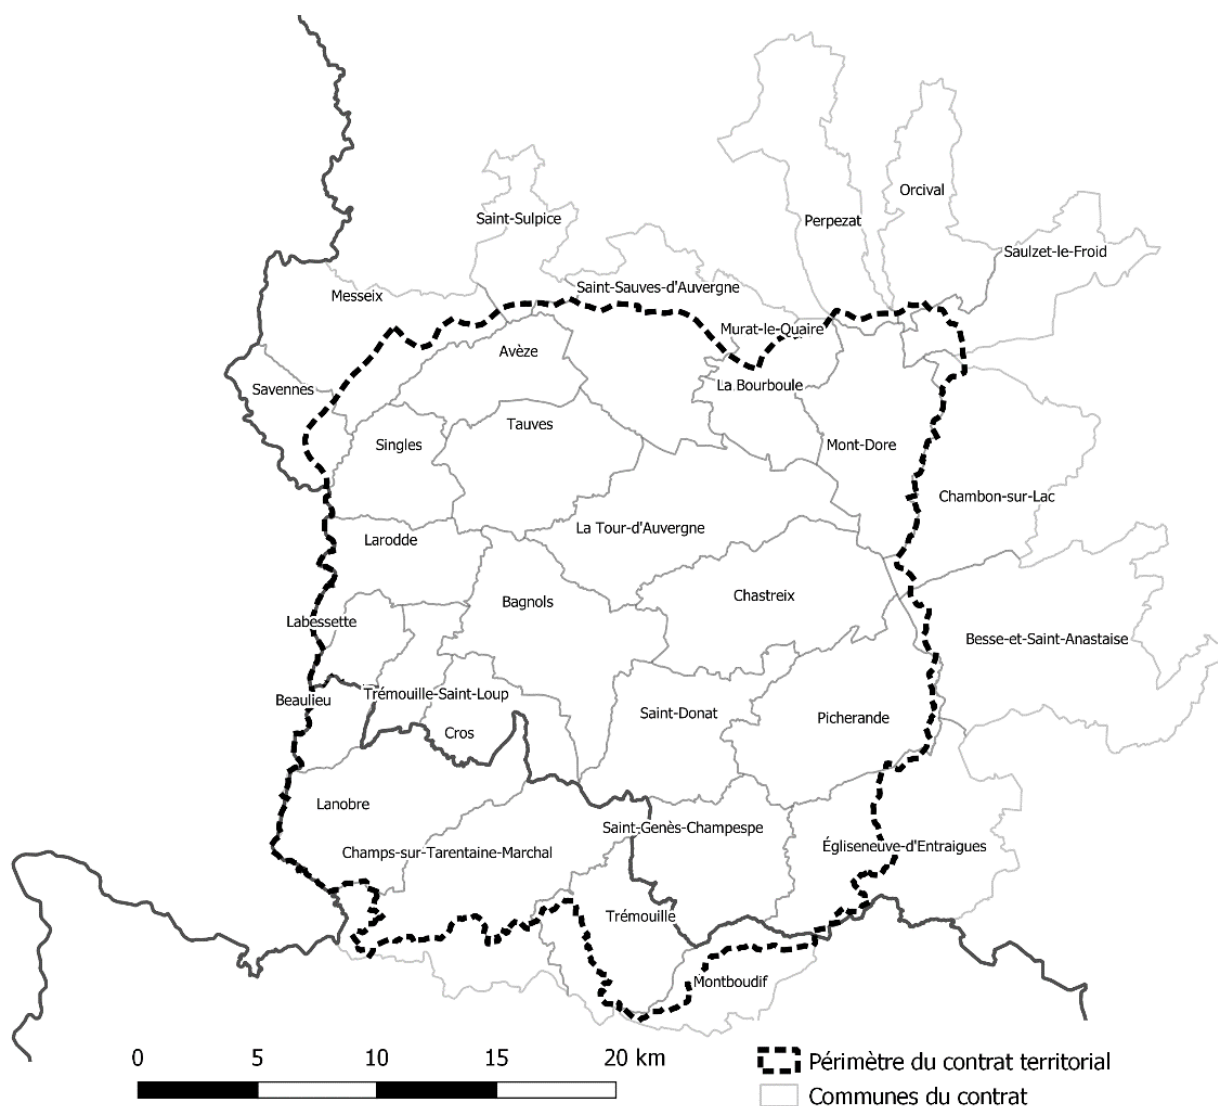 Orcival
Saint-Sulpice
Perpezat
Saulzet-le-Froid
Saint-Sauves-d'Auvergne
Messeix
Murat-le-Quaire
Avèze
La Bourboule
Savennes
Tauves
Singles
Mont-Dore
Chambon-sur-Lac
La Tour-d'Auvergne
Larodde
Chastreix
Bagnols
Labessette
Besse-et-Saint-Anastaise
Trémouille-Saint-Loup
Beaulieu
Saint-Donat
Picherande
Cros
Lanobre
Saint-Genès-Champespe
Égliseneuve-d'Entraigues
Champs-sur-Tarentaine-Marchal
Trémouille
Montboudif
0 5 10 15 20 km
Périmètre du contrat territorial
Communes du contrat